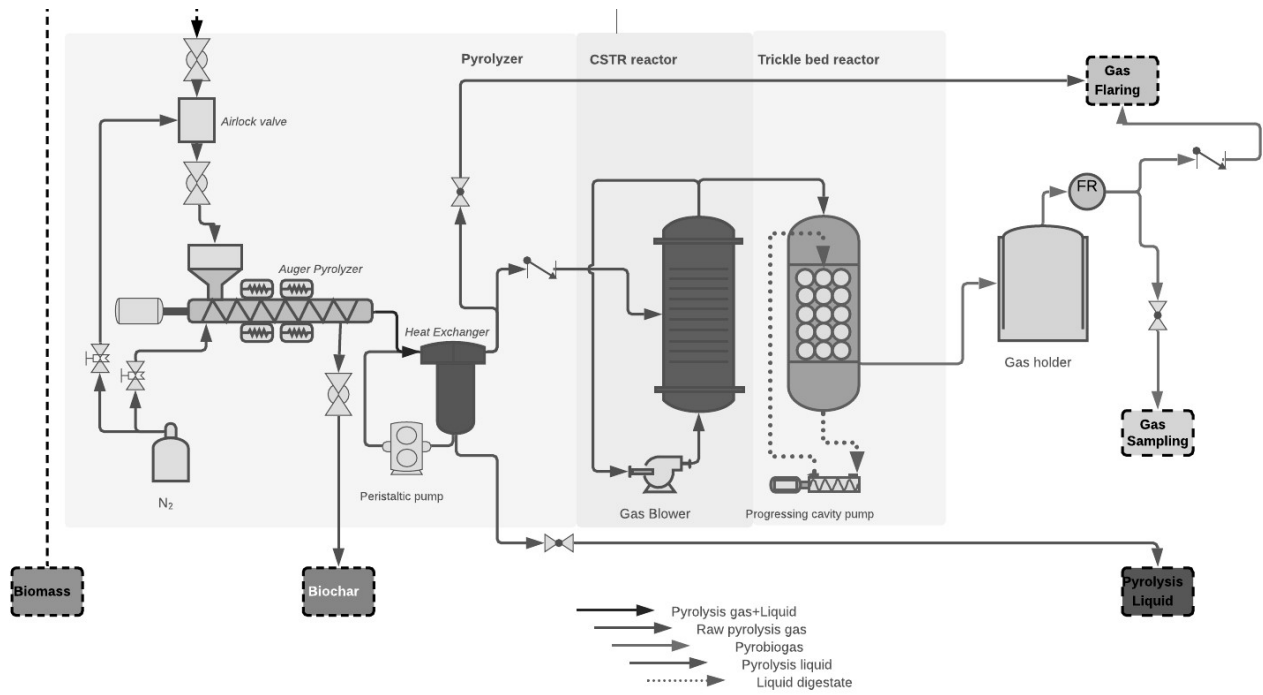 Pyrolyzer
CSTR reactor
Trickle bed reactor
Gas
Flaring
Airlock valve
FR
Auger Pyrolyzer
Heat Exchanger
Gas holder
Gas
Sampling
N₂
Peristaltic pump
Gas Blower
Progressing cavity pump
Biomass
Biochar
Pyrolysis
Liquid
Pyrolysis gas+Liquid
Raw pyrolysis gas
Pyrobiogas
Pyrolysis liquid
Liquid digestate